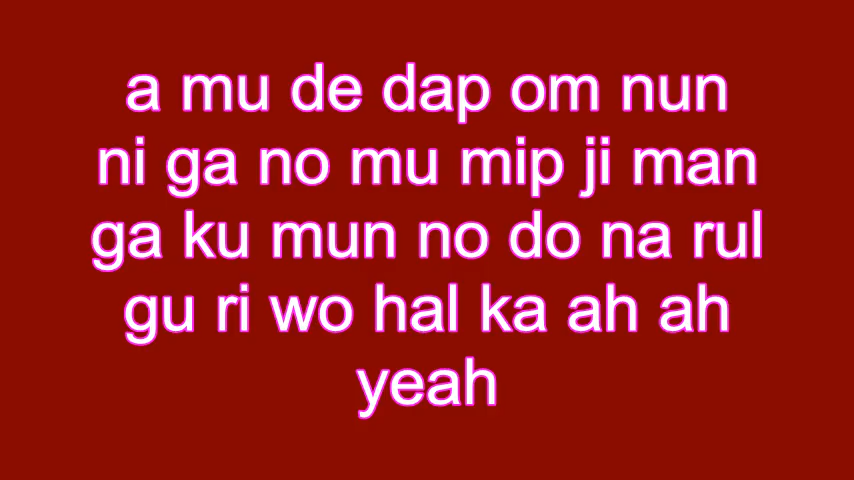 a mu de dap om nun
ni ga no mu mip ji man
ga ku mun no do na rul
gu ri wo hal ka ah ah
yeah